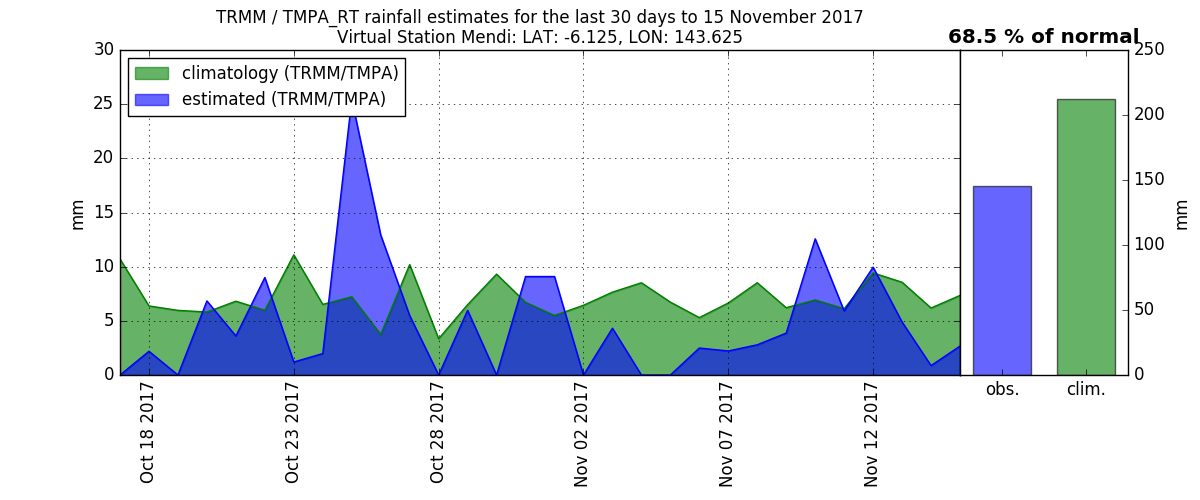 TRMM / TMPA_RT rainfall estimates for the last 30 days to 15 November 2017
Virtual Station Mendi: LAT: -6.125, LON: 143.625
68.5 % of normal
climatology (TRMM/TMPA)
estimated (TRMM/TMPA)
30
25
20
15
10
5
0
mm
Oct 18 2017
Oct 23 2017
Oct 28 2017
Nov 02 2017
Nov 07 2017
Nov 12 2017
250
200
150
100
50
0
mm
obs.
clim.